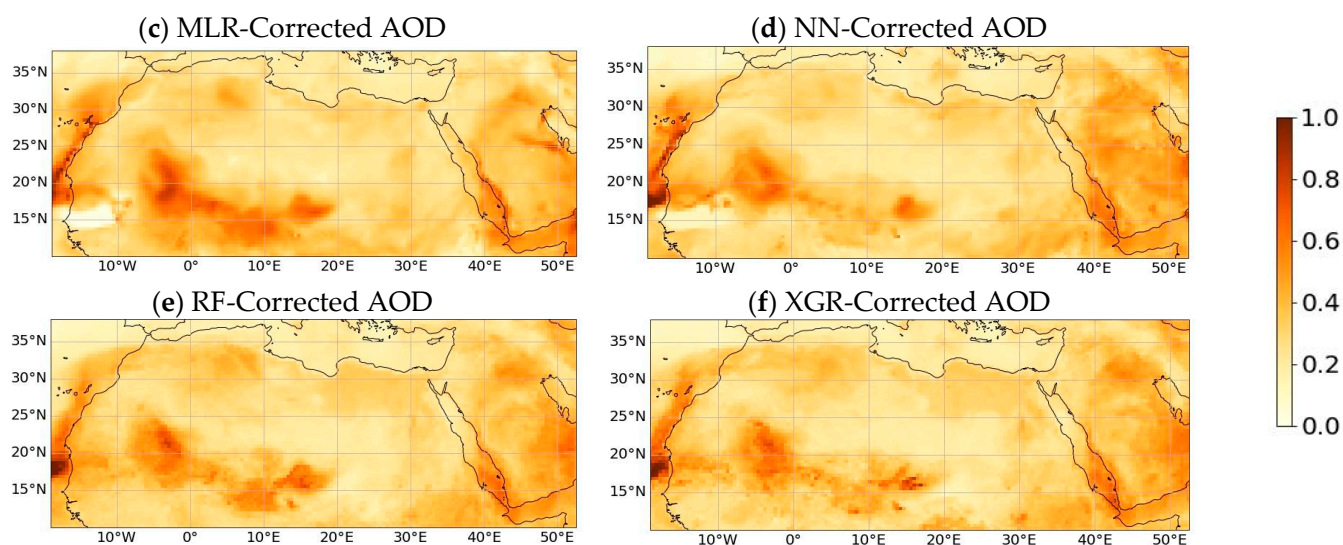 (c) MLR-Corrected AOD
(d) NN-Corrected AOD
35°N
30°N
25°N
20°N
15°N
10°W 0° 10°E 20°E 30°E 40°E 50°E
35°N
30°N
25°N
20°N
15°N
10°W 0° 10°E 20°E 30°E 40°E 50°E
1.0
0.8
0.6
0.4
0.2
0.0
(e) RF-Corrected AOD
(f) XGR-Corrected AOD
35°N
30°N
25°N
20°N
15°N
10°W 0° 10°E 20°E 30°E 40°E 50°E
35°N
30°N
25°N
20°N
15°N
10°W 0° 10°E 20°E 30°E 40°E 50°E